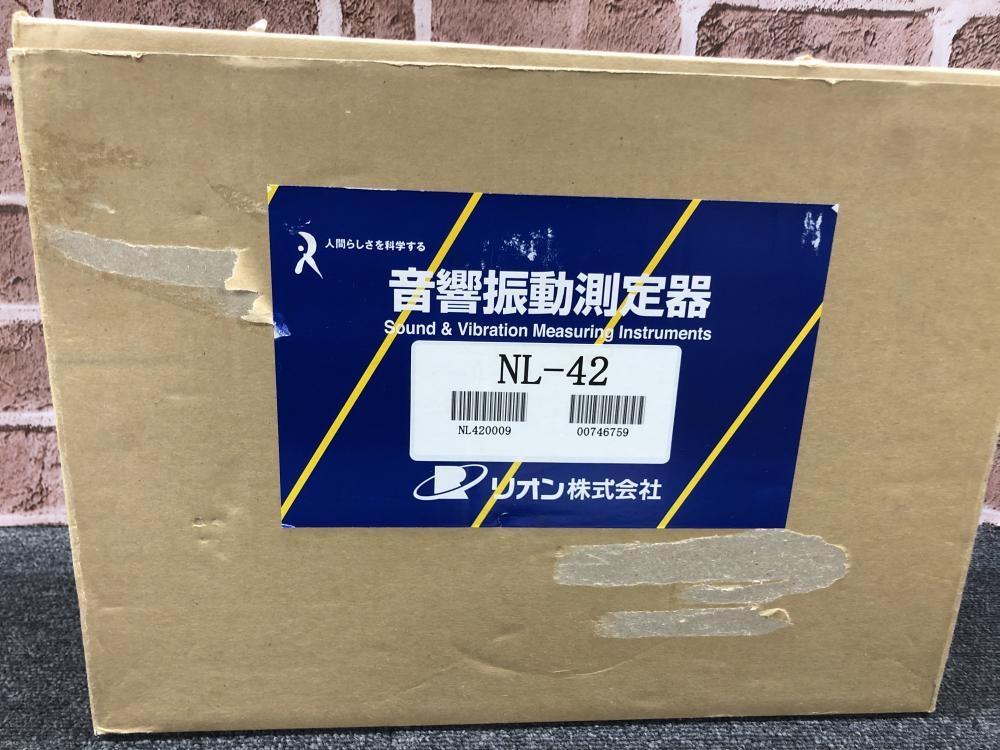 人間らしさを科学する
音響振動測定器
Sound & Vibration Measuring Instruments
NL-42
NL420009 00746759
リオン株式会社